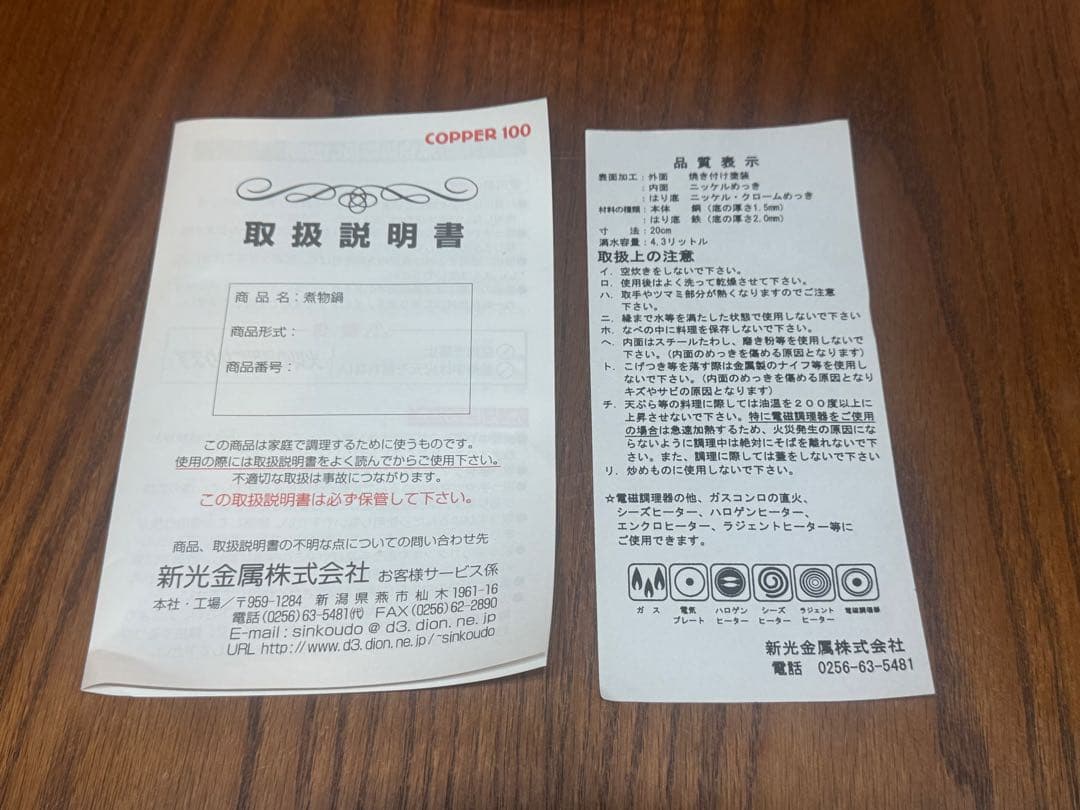 COPPER 100
取扱説明書
商品名：煮物鍋
商品形式：
商品番号：
この商品は家庭で調理するために使うものです。
使用の際には取扱説明書をよく読んでからご使用下さい。
不適切な取扱は事故につながります。
この取扱説明書は必ず保管して下さい。
商品、取扱説明書の不明な点についての問い合わせ先
新光金属株式会社 お客様サービス係
本社・工場／〒959-1284 新潟県燕市杣木1961-16
電話(0256)63-5481(代) FAX(0256)62-2890
E-mail：sinkoudo @ d3. dion. ne. jp
URL http://www. d3. dion. ne. jp/~sinkoudo
品質表示
表面加工：外面 焼き付け塗装
：内面 ニッケルめっき
：はり底 ニッケル・クロームめっき
材料の種類：本体 銅（底の厚さ1.5mm）
：はり底 鉄（底の厚さ2.0mm）
寸法：20cm
満水容量：4.3リットル
取扱上の注意
イ．空炊きをしないで下さい。
ロ．使用後はよく洗って乾燥させて下さい。
ハ．取手やツマミ部分が熱くなりますのでご注意
下さい。
ニ．縁まで水等を満たした状態で使用しないで下さい
ホ．なべの中に料理を保存しないで下さい。
ヘ．内面はスチールたわし、磨き粉等を使用しないで
下さい。（内面のめっきを傷める原因となります）
ト．こげつき等を落す際は金属製のナイフ等を使用し
ないで下さい。（内面のめっきを傷める原因となり
キズやサビの原因となります）
チ．天ぷら等の料理に際しては油温を２００度以上に
上昇させないで下さい。特に電磁調理器をご使用
の場合は急速加熱するため、火災発生の原因にな
らないように調理中は絶対にそばを離れないで下
さい。また、調理に際しては蓋をしないで下さい。
リ．炒めものに使用しないで下さい。
☆電磁調理器の他、ガスコンロの直火、
シーズヒーター、ハロゲンヒーター、
エンクロヒーター、ラジェントヒーター等に
ご使用できます。
ガス 電気プレート ハロゲンヒーター シーズヒーター ラジェントヒーター 電磁調理器
新光金属株式会社
電話 0256-63-5481